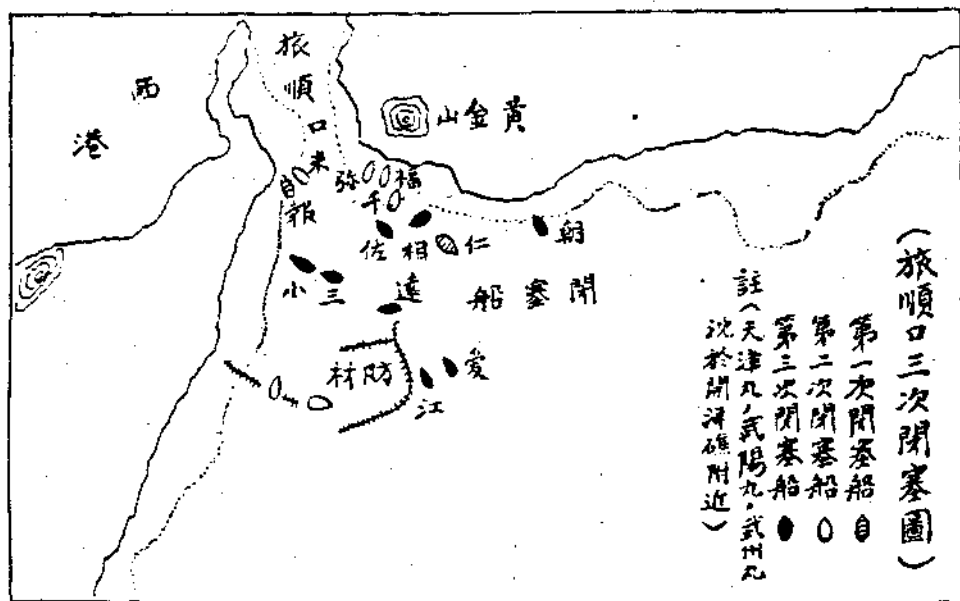 (旅順口三次閉塞圖)
第一次閉塞船
第二次閉塞船
第三次閉塞船
註(天津丸,武陽丸,武州丸
沈於開潯礁附近)
黃金山
旅順口
西港
米
報
弥
福
千
佐
相
仁
朝
小
三
遠
閉塞船
防材
江
愛